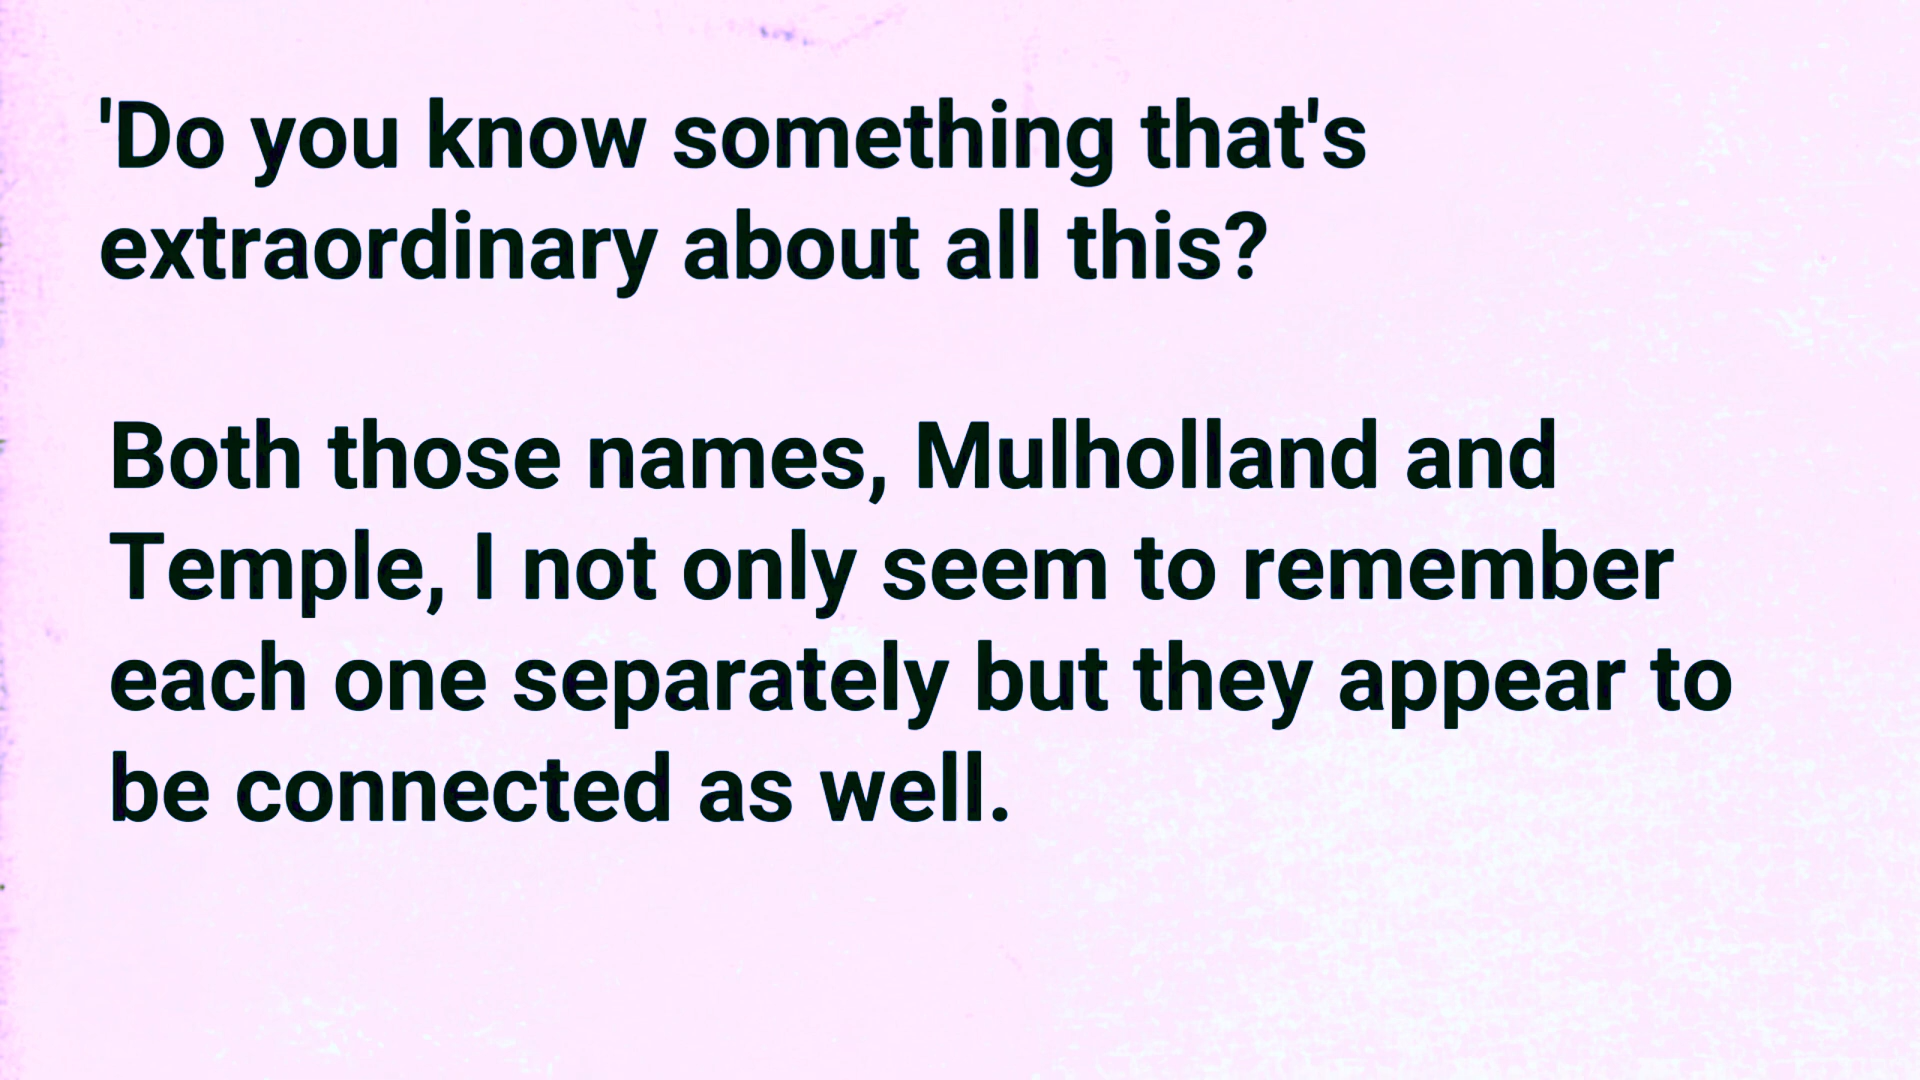 'Do you know something that's
extraordinary about all this?
Both those names, Mulholland and
Temple, I not only seem to remember
each one separately but they appear to
be connected as well.